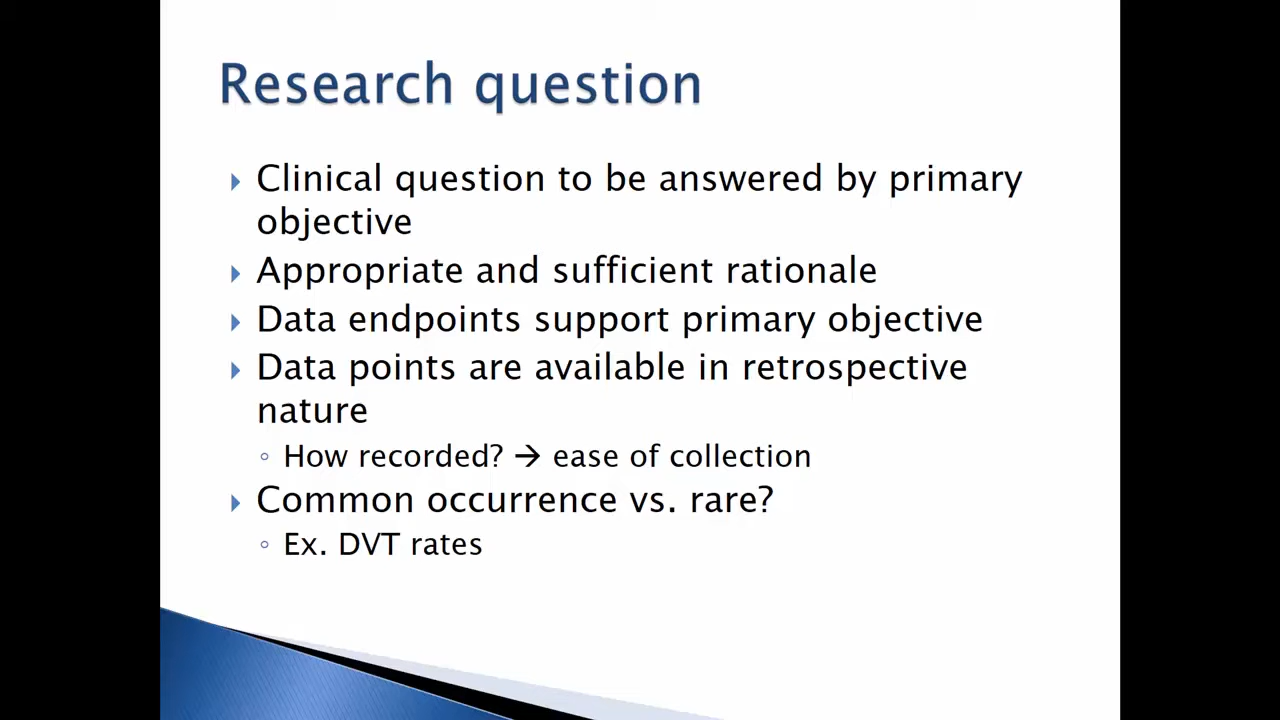 Research question
Clinical question to be answered by primary
objective
Appropriate and sufficient rationale
Data endpoints support primary objective
Data points are available in retrospective
nature
How recorded? → ease of collection
Common occurrence vs. rare?
Ex. DVT rates